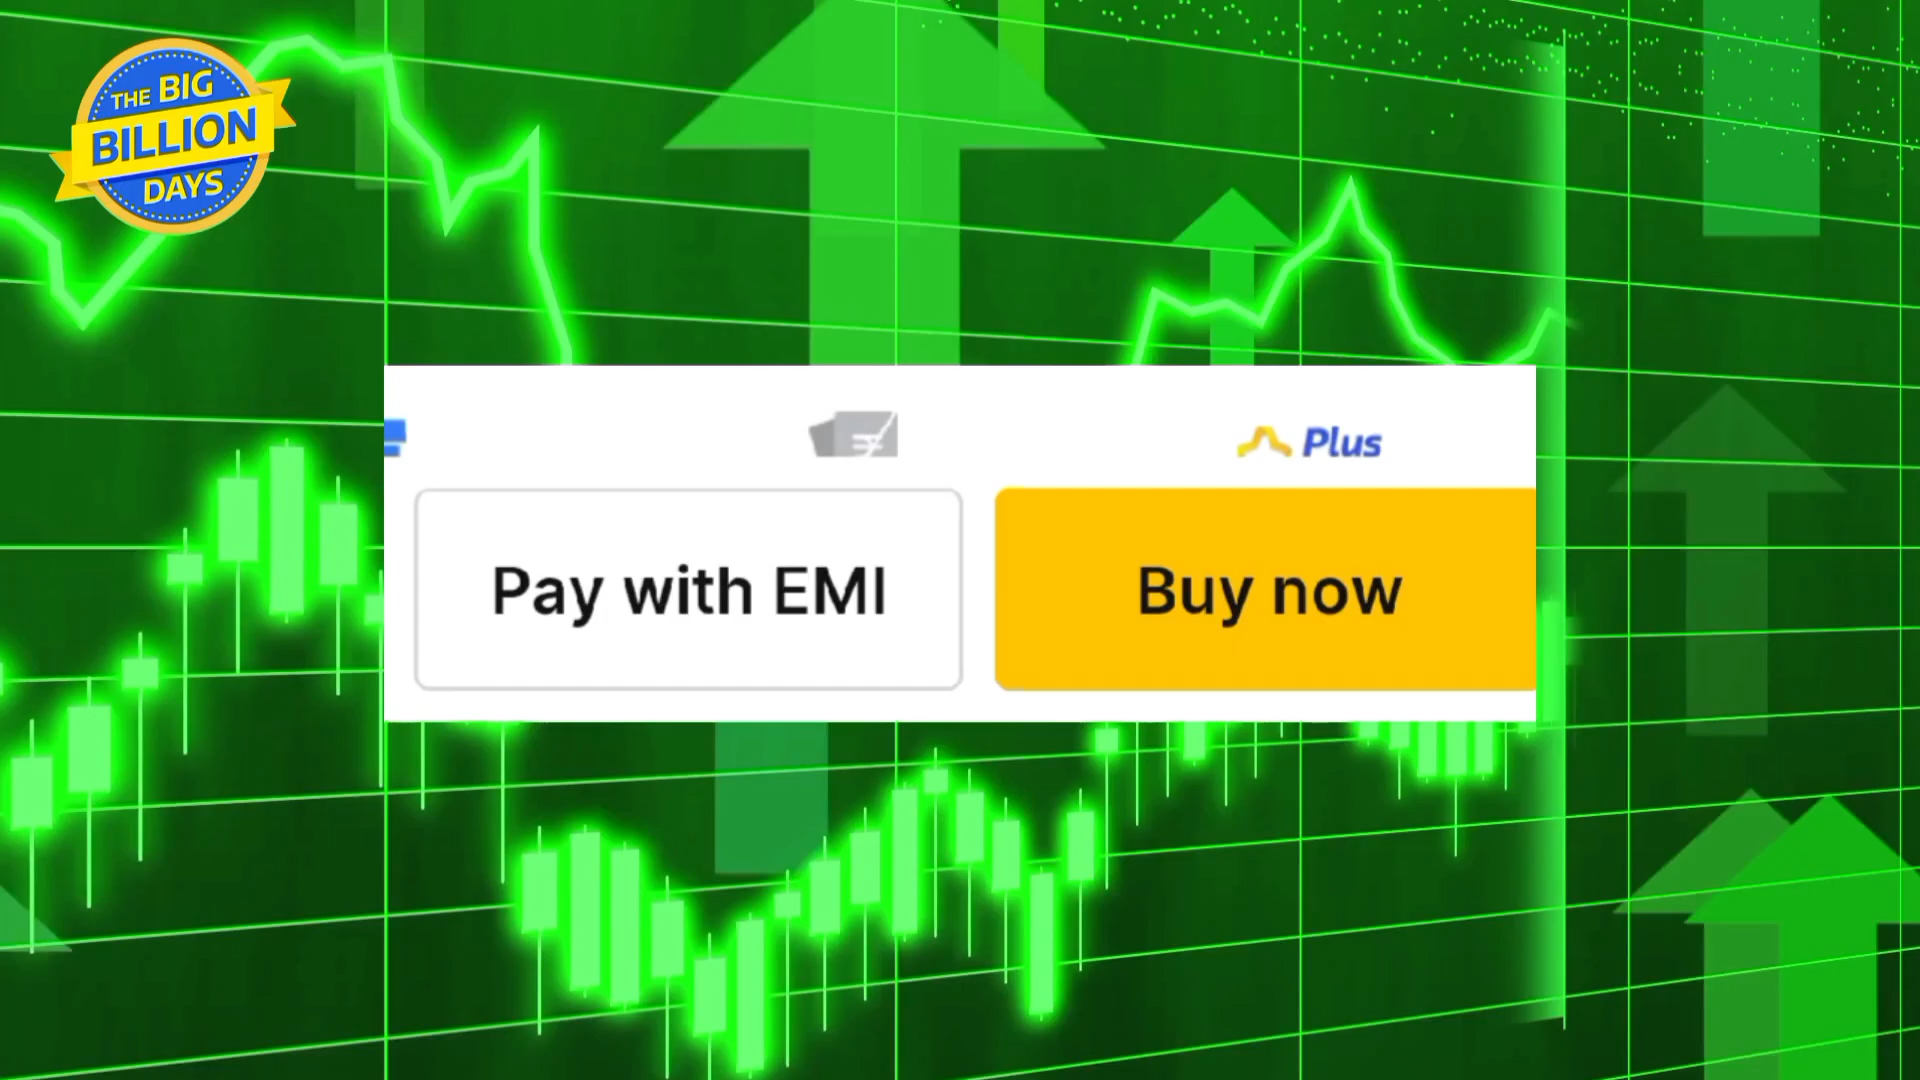 THE BIG
BILLION
DAYS
Plus
Pay with EMI
Buy now